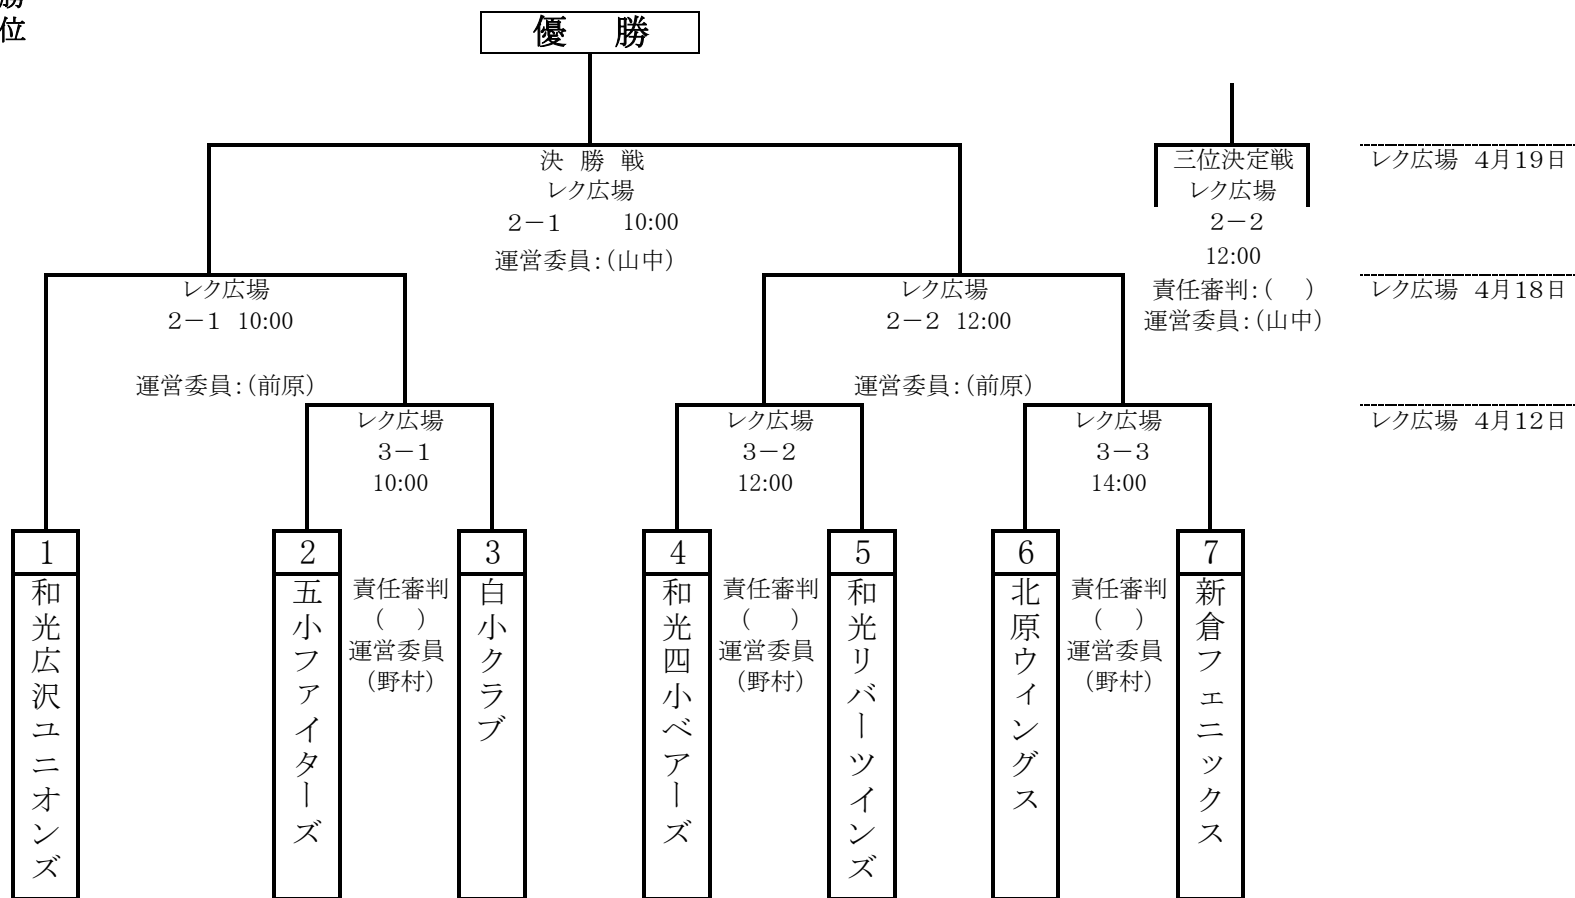 勝
位
優　勝
決 勝 戦
レク広場
2－1　10:00
運営委員：（山中）
三位決定戦
レク広場
2－2
12:00
責任審判：（　）
運営委員：（山中）
レク広場 4月19日
レク広場
2－1 10:00
運営委員：（前原）
レク広場
2－2 12:00
運営委員：（前原）
レク広場 4月18日
レク広場
3－1
10:00
レク広場
3－2
12:00
レク広場
3－3
14:00
レク広場 4月12日
1
和光広沢ユニオンズ
2
五小ファイターズ
責任審判
（　）
運営委員
（野村）
3
白小クラブ
4
和光四小ベアーズ
責任審判
（　）
運営委員
（野村）
5
和光リバーツインズ
6
北原ウィングス
責任審判
（　）
運営委員
（野村）
7
新倉フェニックス